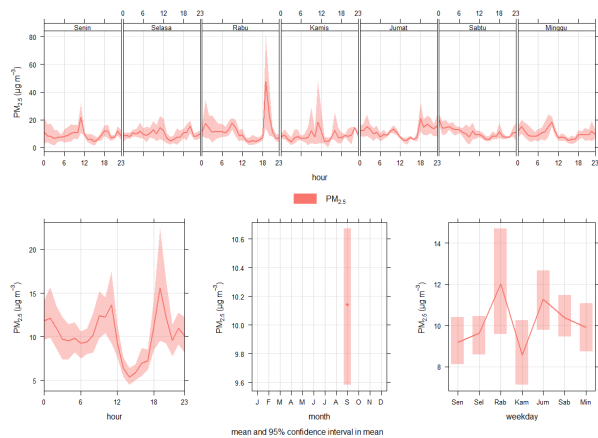 0 6 12 18 23 0 6 12 18 23 0 6 12 18 23
Senin Selasa Rabu Kamis Jumat Sabtu Minggu
80
60
40
20
0
PM2.5 (µg m−3)
0 6 12 18 23 0 6 12 18 23 0 6 12 18 23 0 6 12 18 23
hour
PM2.5
20
15
10
5
PM2.5 (µg m−3)
0 6 12 18 23
hour
10.6
10.4
10.2
10.0
9.8
9.6
PM2.5 (µg m−3)
J F M A M J J A S O N D
month
14
12
10
8
PM2.5 (µg m−3)
Sen Sel Rab Kam Jum Sab Min
weekday
mean and 95% confidence interval in mean